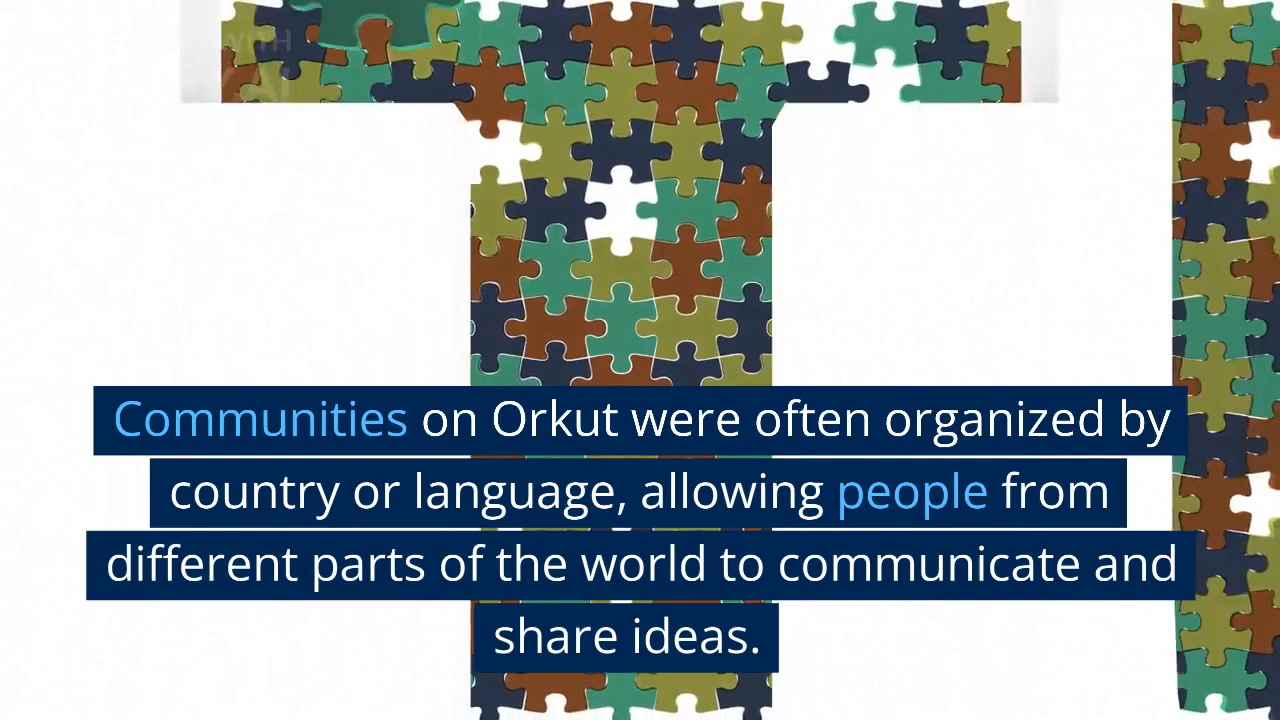 Communities on Orkut were often organized by
country or language, allowing people from
different parts of the world to communicate and
share ideas.